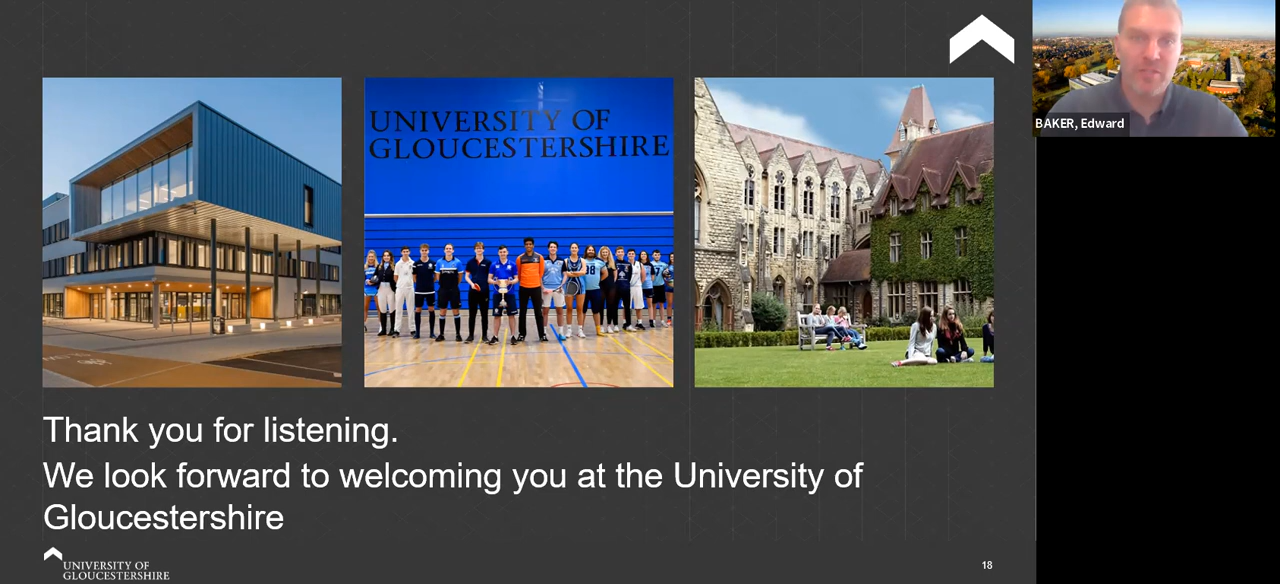 UNIVERSITY OF
GLOUCESTERSHIRE
BAKER, Edward
Thank you for listening.
We look forward to welcoming you at the University of
Gloucestershire
UNIVERSITY OF
GLOUCESTERSHIRE
18